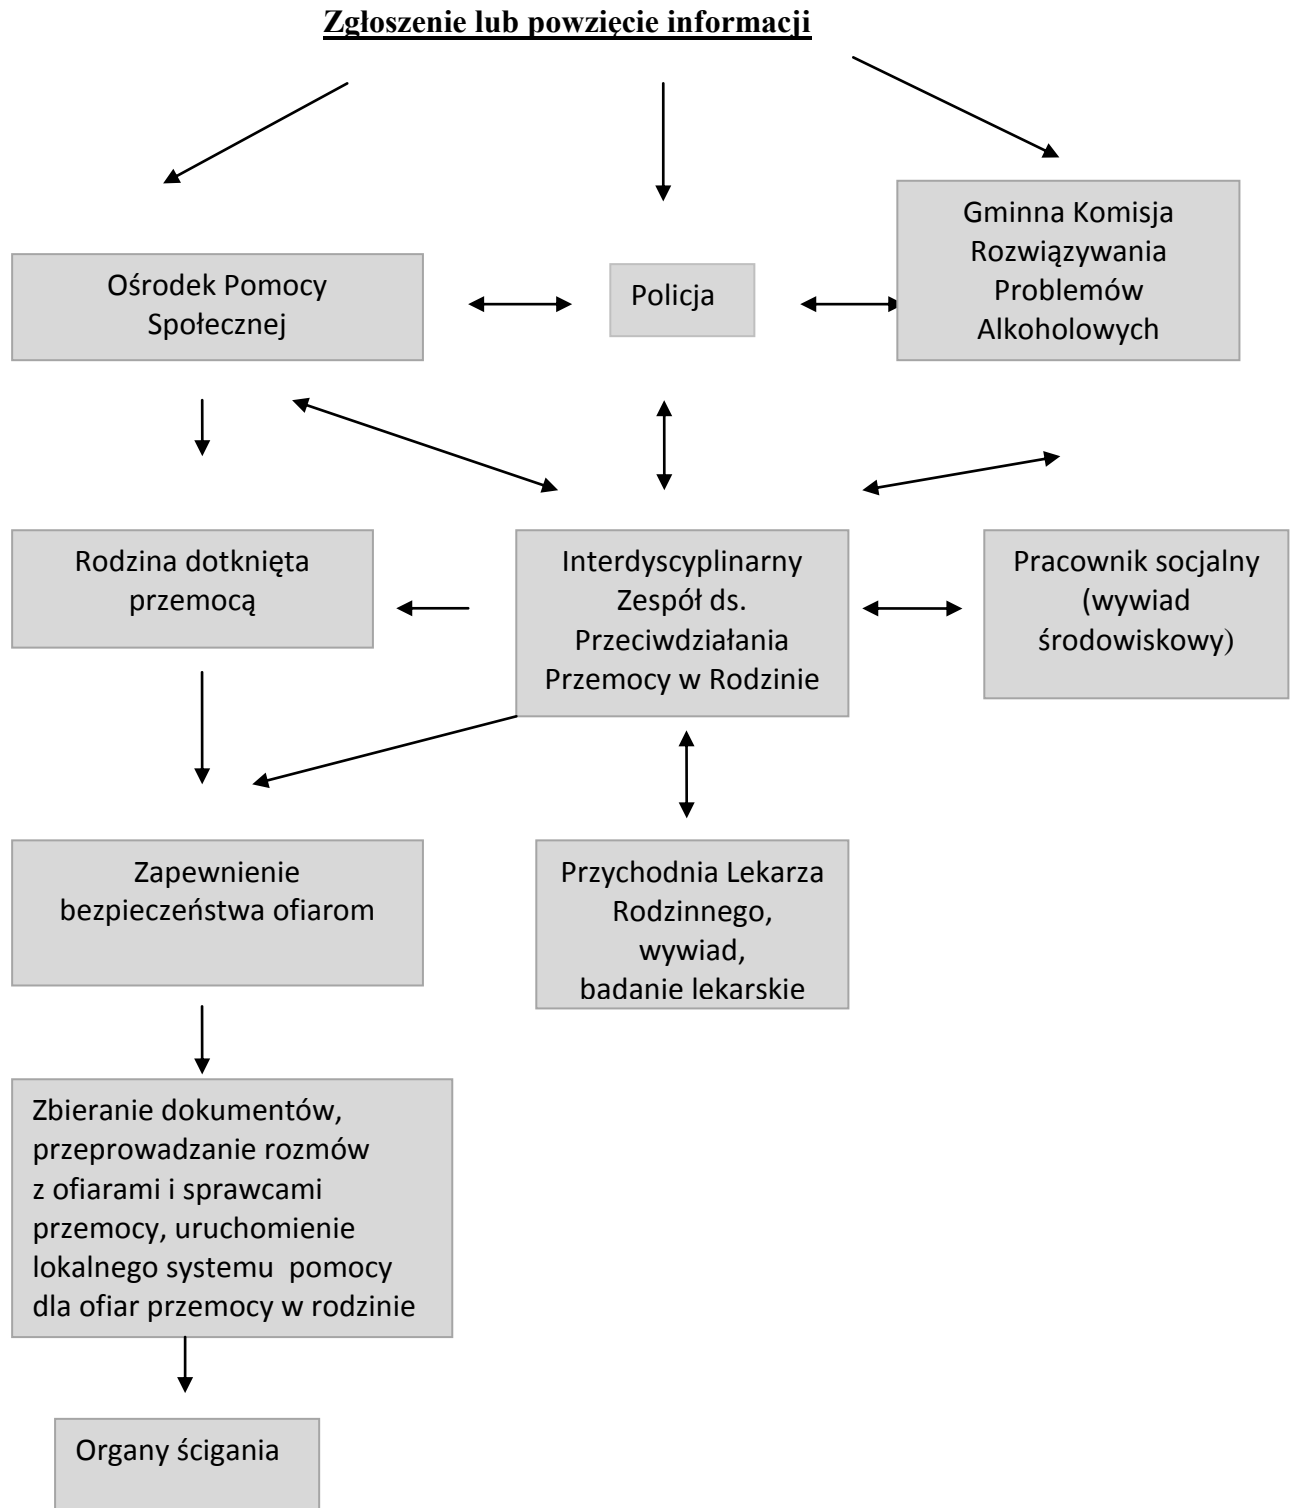 Zgłoszenie lub powzięcie informacji
Ośrodek Pomocy
Społecznej
Policja
Gminna Komisja
Rozwiązywania
Problemów
Alkoholowych
Rodzina dotknięta
przemocą
Interdyscyplinarny
Zespół ds.
Przeciwdziałania
Przemocy w Rodzinie
Pracownik socjalny
(wywiad
środowiskowy)
Zapewnienie
bezpieczeństwa ofiarom
Przychodnia Lekarza
Rodzinnego,
wywiad,
badanie lekarskie
Zbieranie dokumentów,
przeprowadzanie rozmów
z ofiarami i sprawcami
przemocy, uruchomienie
lokalnego systemu  pomocy
dla ofiar przemocy w rodzinie
Organy ścigania